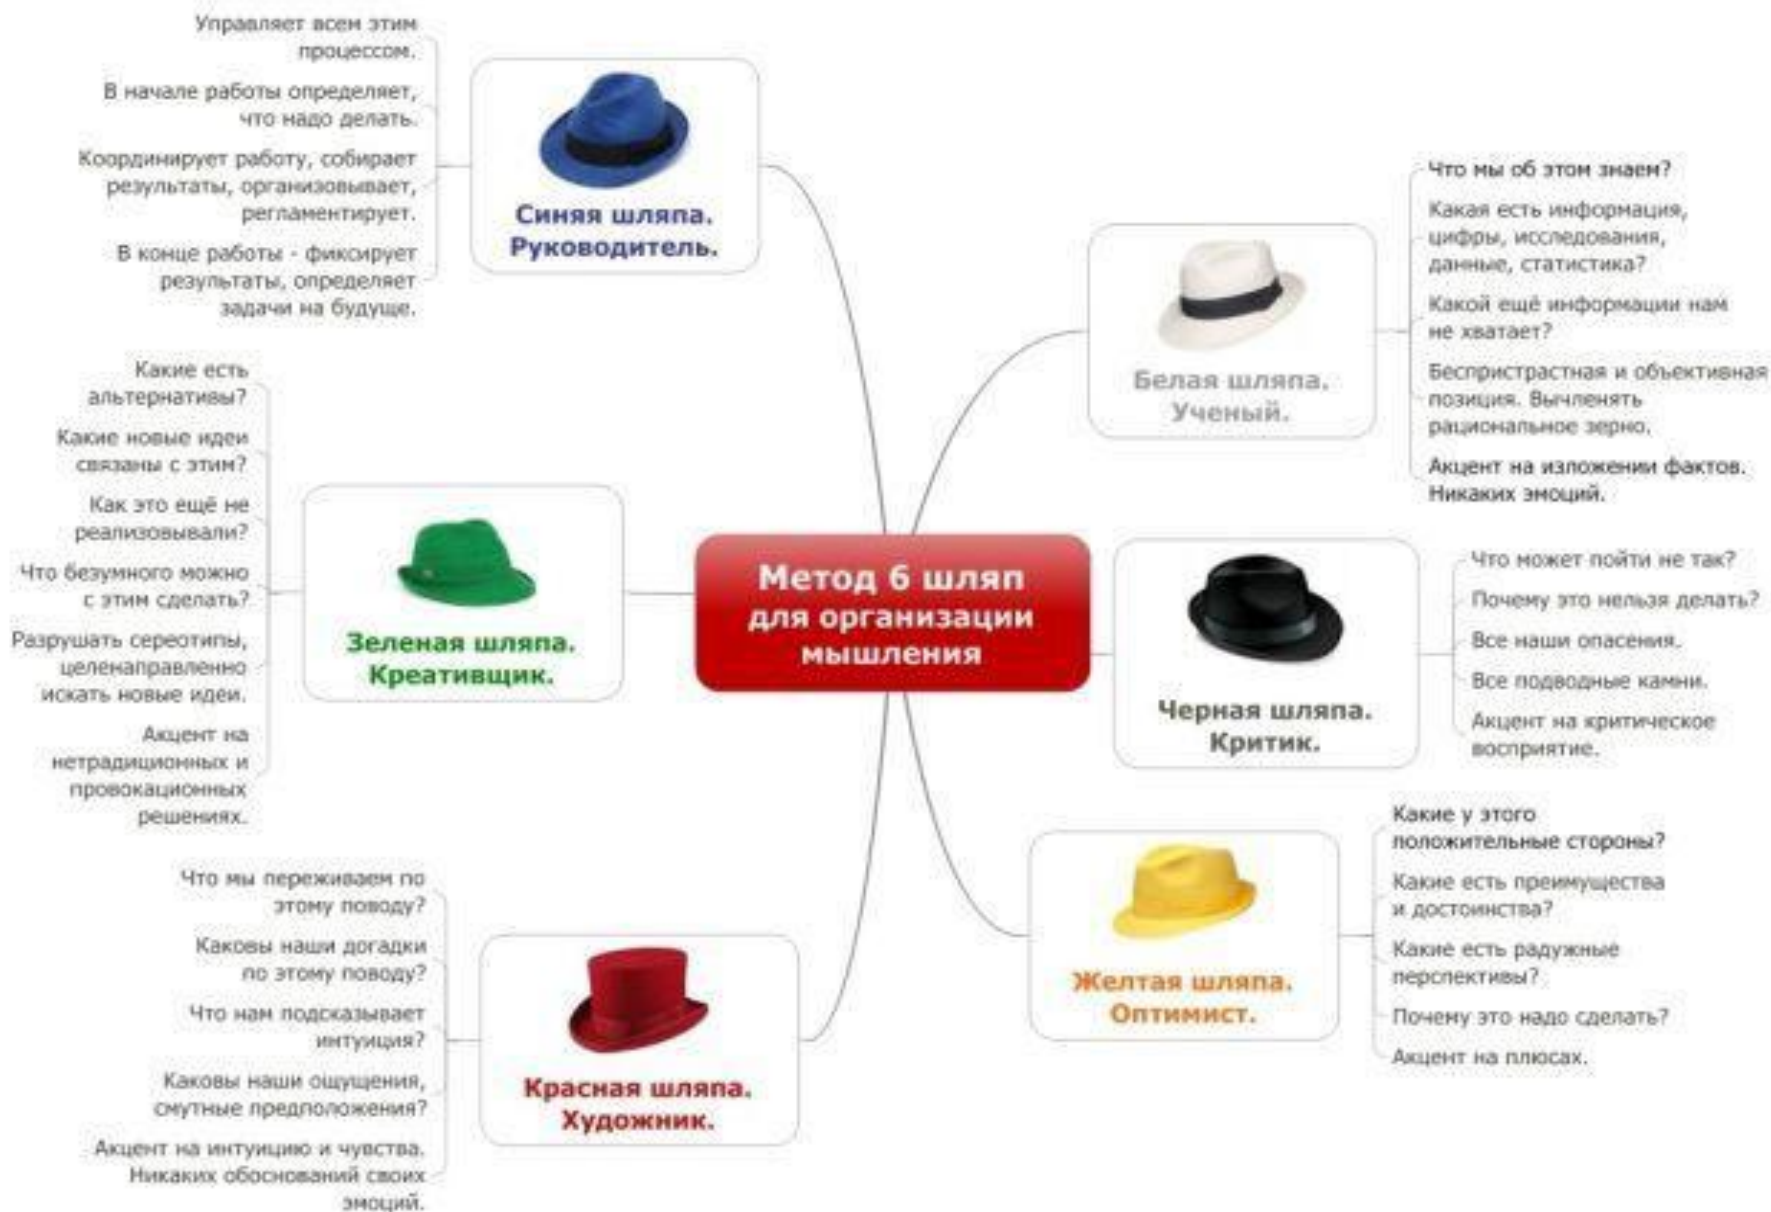 Управляет всем этим
процессом.
В начале работы определяет,
что надо делать.
Координирует работу, собирает
результаты, организовывает,
регламентирует.
В конце работы - фиксирует
результаты, определяет
задачи на будуще.
Синяя шляпа.
Руководитель.
Какие есть
альтернативы?
Какие новые идеи
связаны с этим?
Как это ещё не
реализовывали?
Что безумного можно
с этим сделать?
Разрушать сереотипы,
целенаправленно
искать новые идеи.
Акцент на
нетрадиционных и
провокационных
решениях.
Зеленая шляпа.
Креативщик.
Что мы переживаем по
этому поводу?
Каковы наши догадки
по этому поводу?
Что нам подсказывает
интуиция?
Каковы наши ощущения,
смутные предположения?
Акцент на интуицию и чувства.
Никаких обоснований своих
эмоций.
Красная шляпа.
Художник.
Метод 6 шляп
для организации
мышления
Белая шляпа.
Ученый.
Что мы об этом знаем?
Какая есть информация,
цифры, исследования,
данные, статистика?
Какой ещё информации нам
не хватает?
Беспристрастная и объективная
позиция. Вычленять
рациональное зерно.
Акцент на изложении фактов.
Никаких эмоций.
Черная шляпа.
Критик.
Что может пойти не так?
Почему это нельзя делать?
Все наши опасения.
Все подводные камни.
Акцент на критическое
восприятие.
Желтая шляпа.
Оптимист.
Какие у этого
положительные стороны?
Какие есть преимущества
и достоинства?
Какие есть радужные
перспективы?
Почему это надо сделать?
Акцент на плюсах.